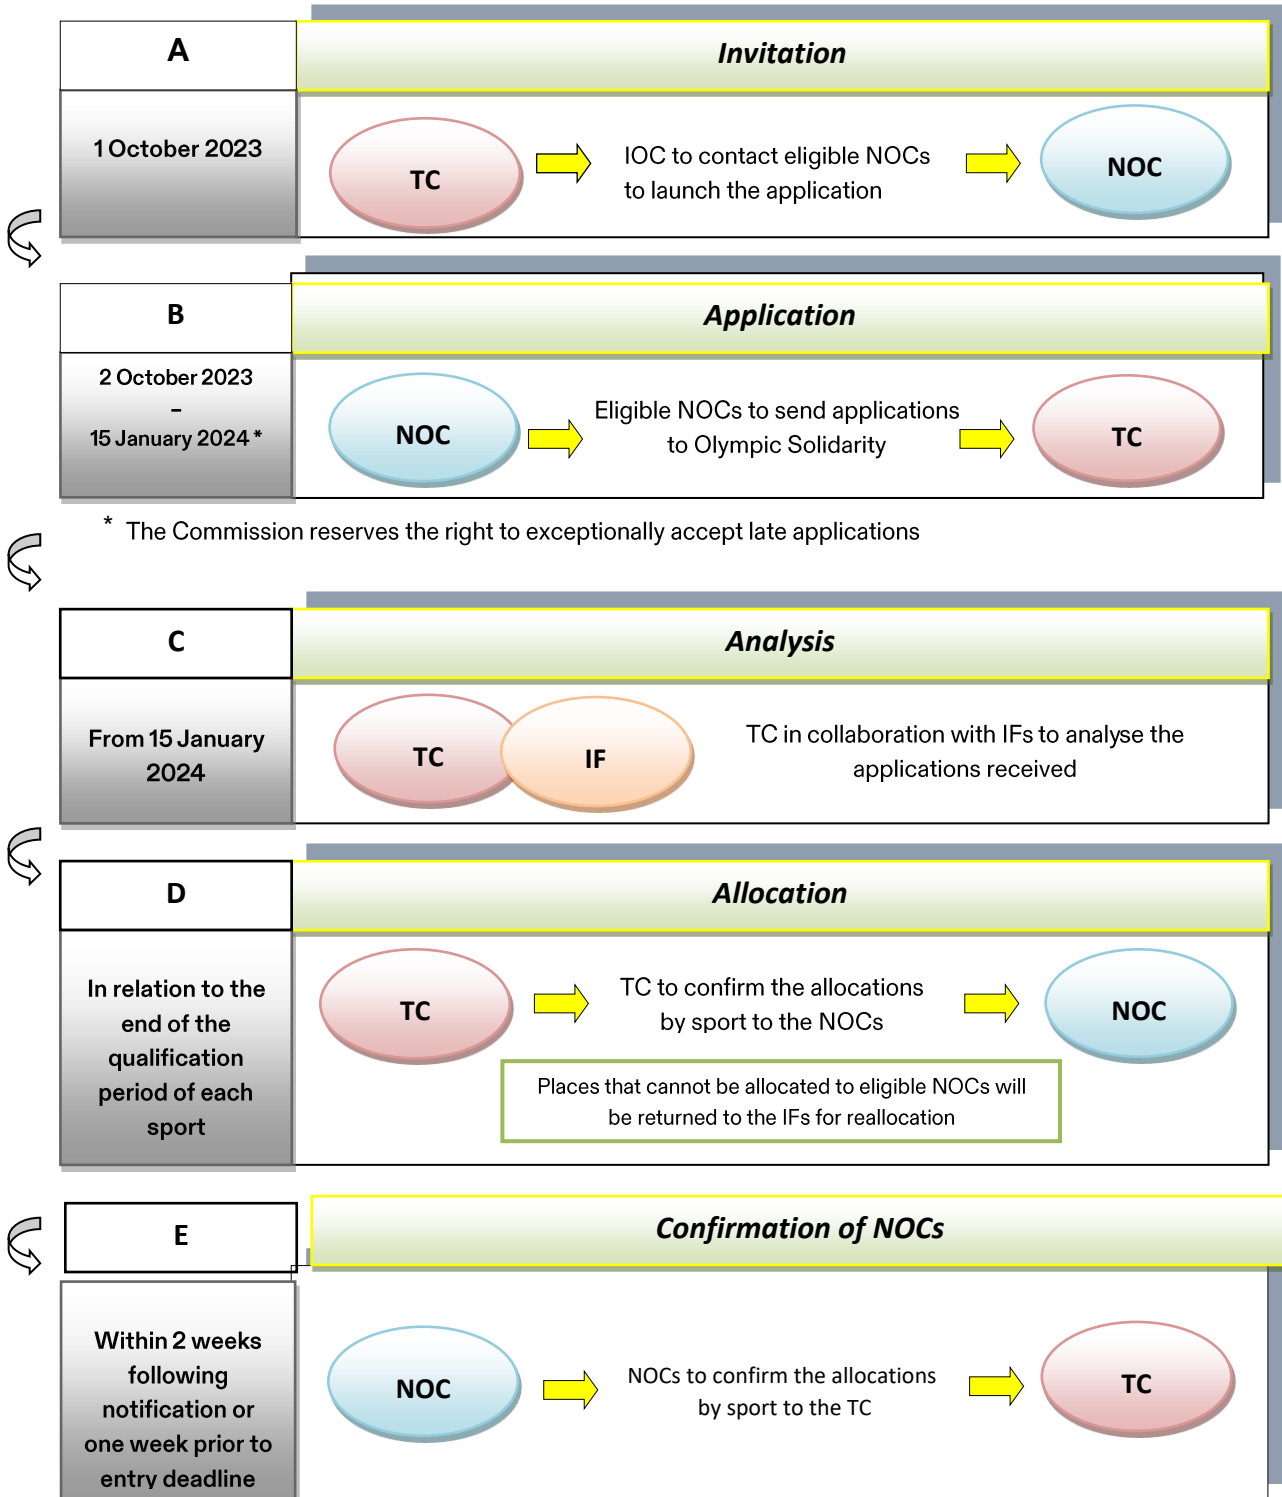 A
Invitation
1 October 2023
TC
IOC to contact eligible NOCs
to launch the application
NOC
B
Application
2 October 2023
–
15 January 2024 *
NOC
Eligible NOCs to send applications
to Olympic Solidarity
TC
* The Commission reserves the right to exceptionally accept late applications
C
Analysis
From 15 January
2024
TC
IF
TC in collaboration with IFs to analyse the
applications received
D
Allocation
In relation to the
end of the
qualification
period of each
sport
TC
TC to confirm the allocations
by sport to the NOCs
NOC
Places that cannot be allocated to eligible NOCs will
be returned to the IFs for reallocation
E
Confirmation of NOCs
Within 2 weeks
following
notification or
one week prior to
entry deadline
NOC
NOCs to confirm the allocations
by sport to the TC
TC